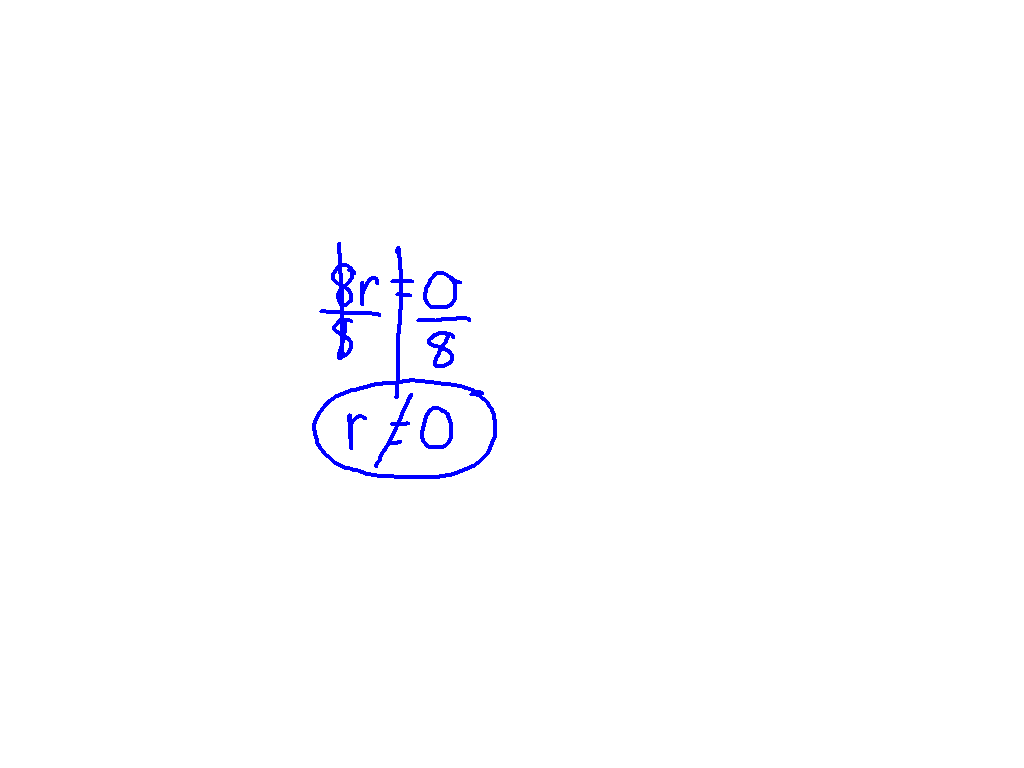 8r = 0
8 8
r ≠ 0